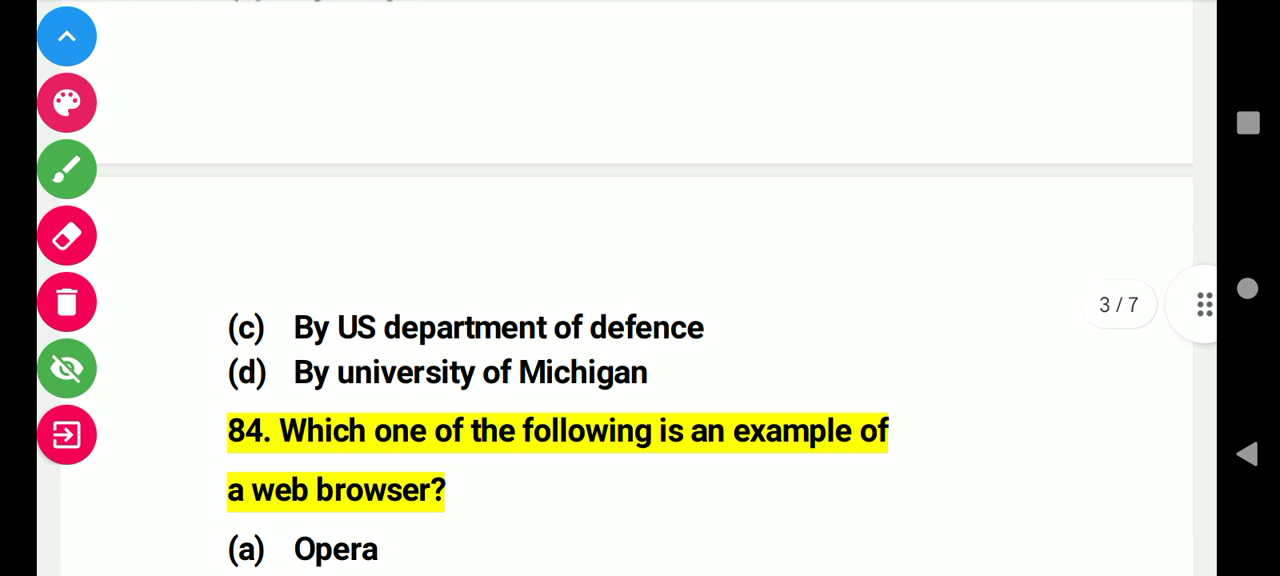 3 / 7
(c) By US department of defence
(d) By university of Michigan
84. Which one of the following is an example of
a web browser?
(a) Opera